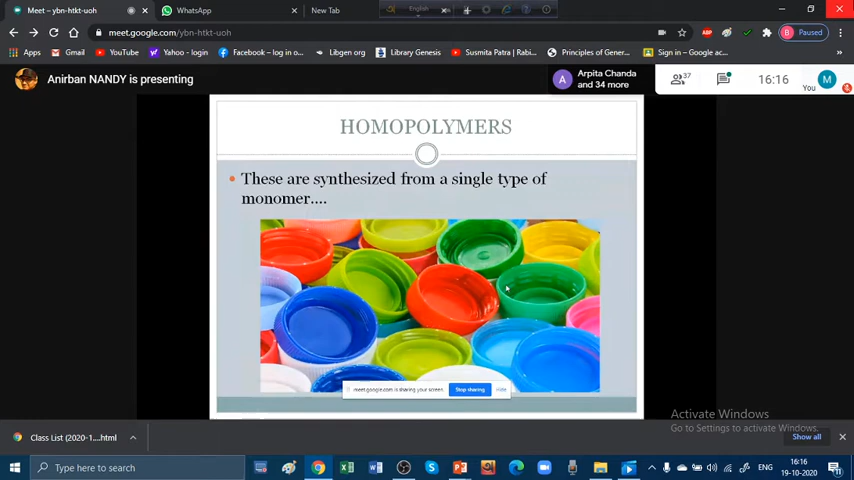 Meet – ybn-htkt-uoh
WhatsApp
New Tab
English
meet.google.com/ybn-htkt-uoh
ABP
B Paused
Apps
Gmail
YouTube
Yahoo - login
Facebook – log in o...
Libgen org
Library Genesis
Susmita Patra | Rabi...
Principles of Gener...
Sign in – Google ac...
Anirban NANDY is presenting
A Arpita Chanda
and 34 more
37
16:16
You M
HOMOPOLYMERS
These are synthesized from a single type of
monomer....
meet.google.com is sharing your screen.
Stop sharing
Hide
Activate Windows
Go to Settings to activate Windows.
Class List (2020-1....html
Show all
Type here to search
ENG
16:16
19-10-2020